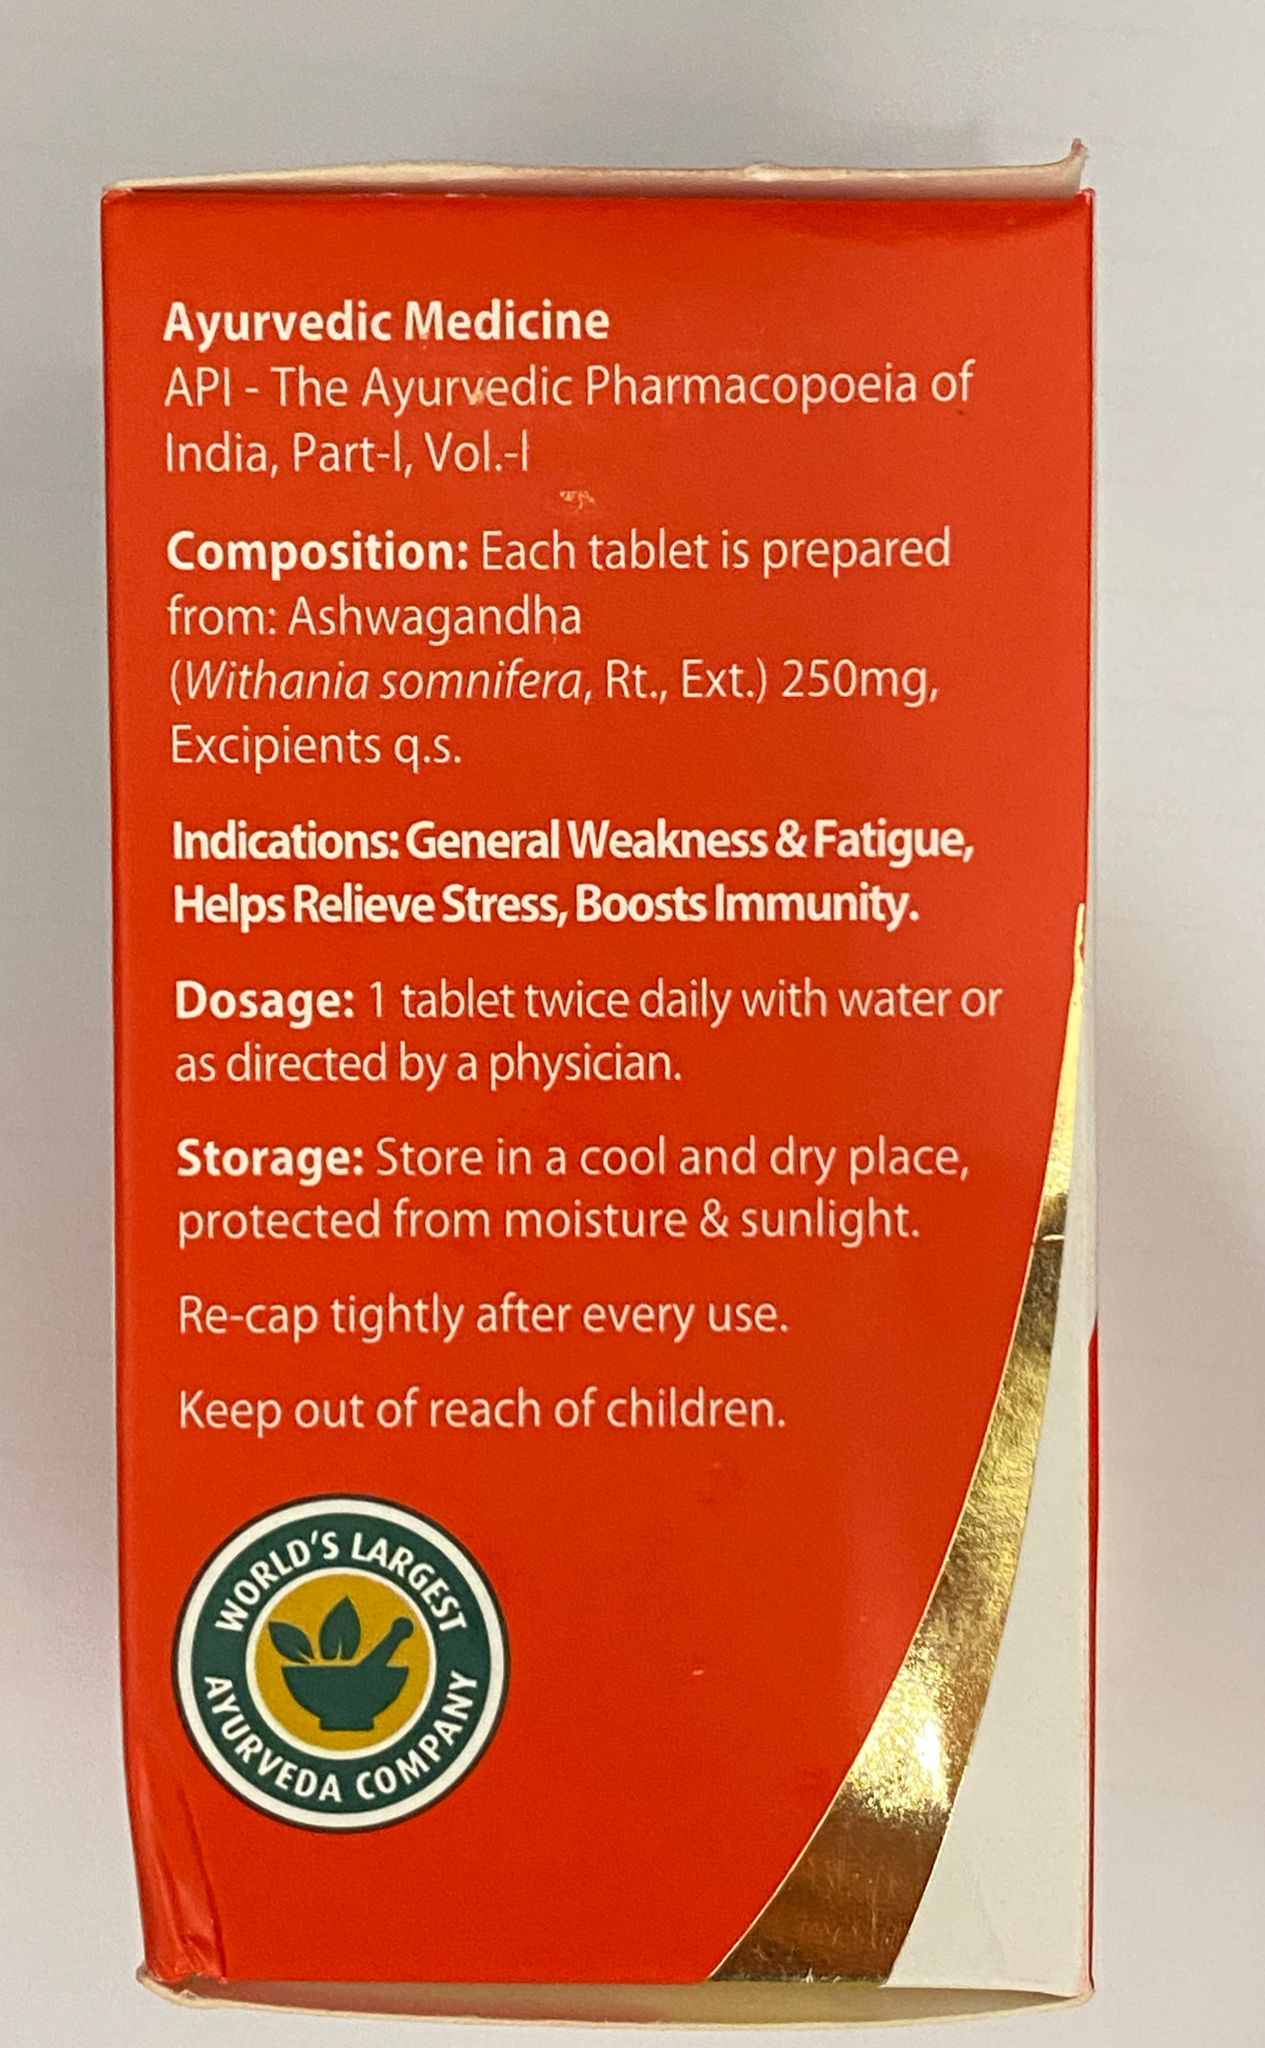 Ayurvedic Medicine
API - The Ayurvedic Pharmacopoeia of
India, Part-I, Vol.-I
Composition: Each tablet is prepared
from: Ashwagandha
(Withania somnifera, Rt., Ext.) 250mg,
Excipients q.s.
Indications: General Weakness & Fatigue,
Helps Relieve Stress, Boosts Immunity.
Dosage: 1 tablet twice daily with water or
as directed by a physician.
Storage: Store in a cool and dry place,
protected from moisture & sunlight.
Re-cap tightly after every use.
Keep out of reach of children.
WORLD'S LARGEST
AYURVEDA COMPANY